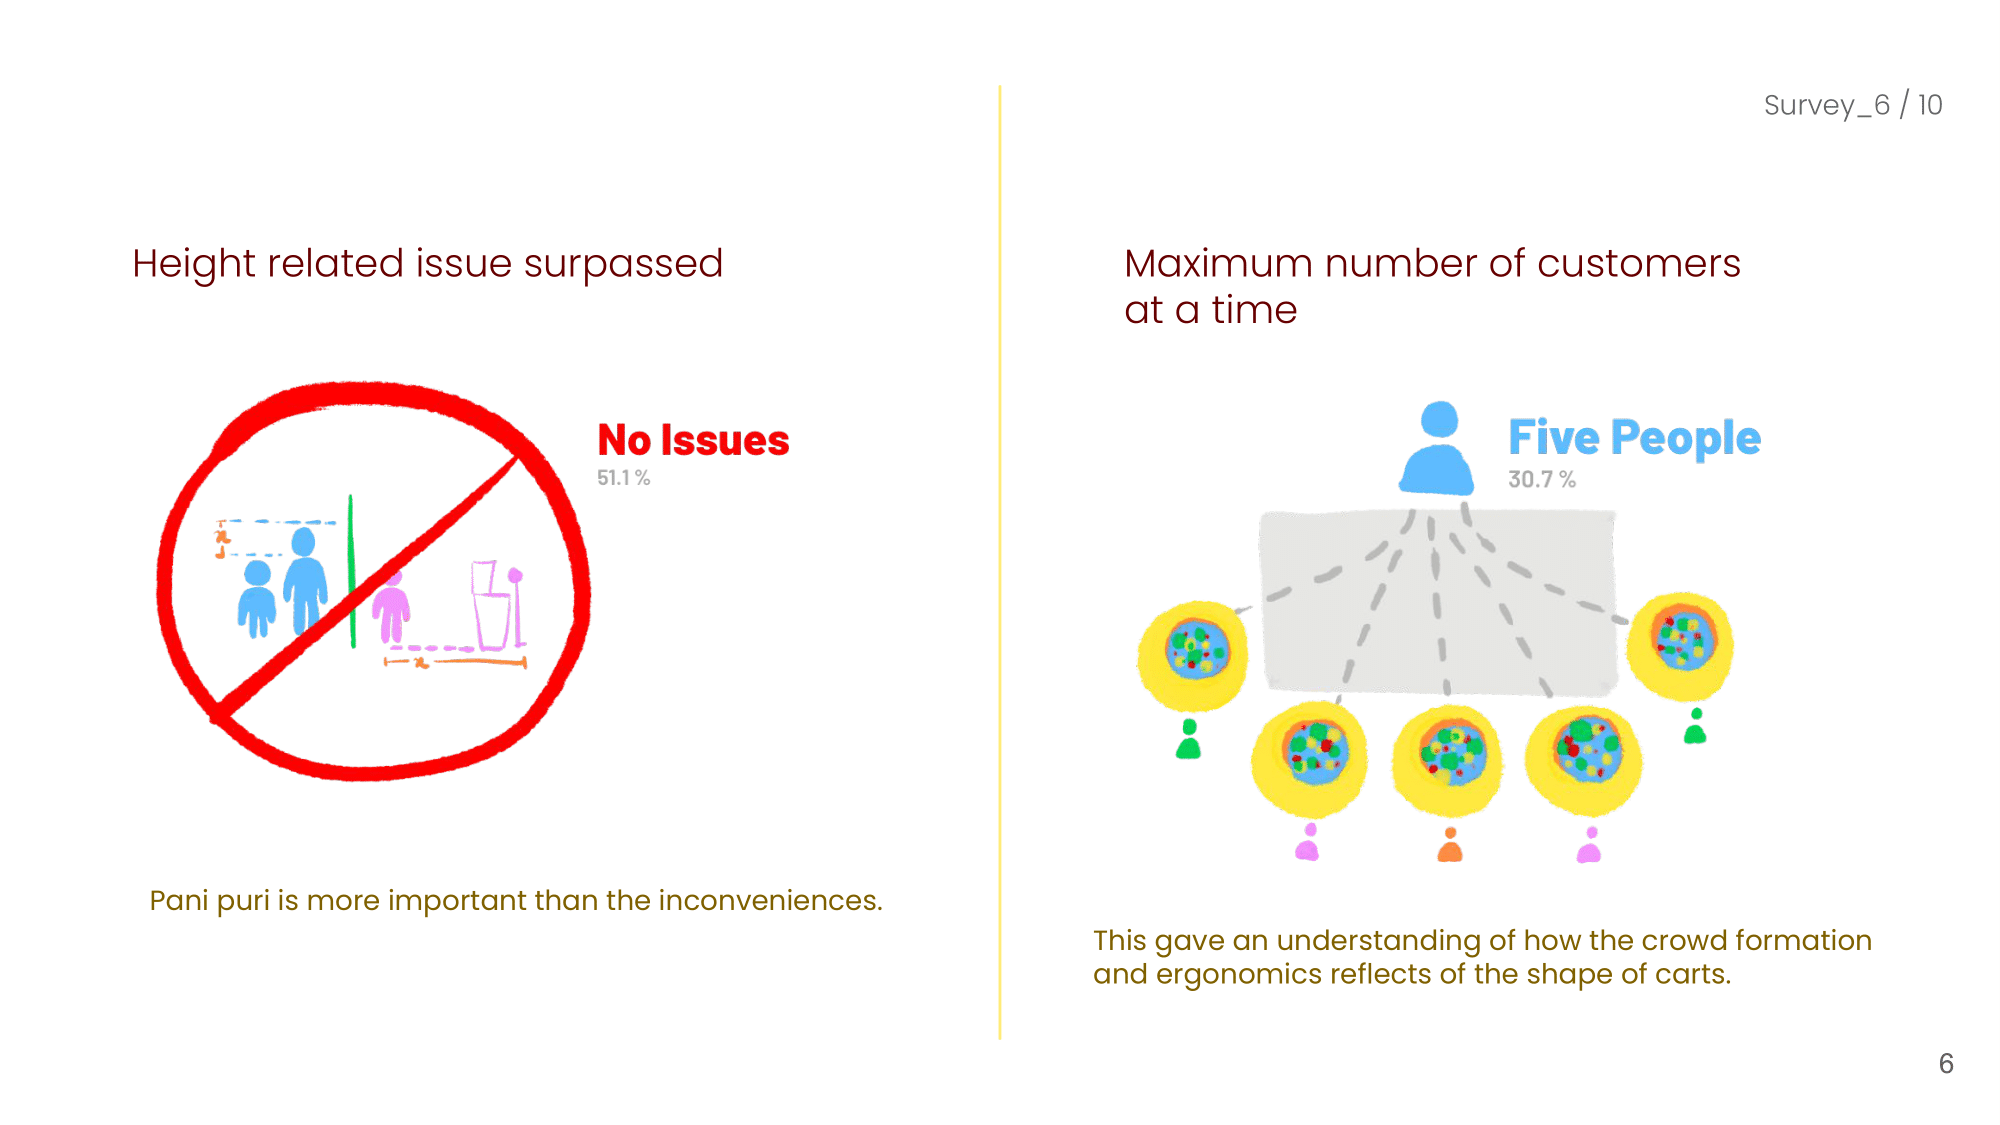 Survey_6 / 10
Height related issue surpassed
No Issues
51.1 %
x
x
Pani puri is more important than the inconveniences.
Maximum number of customers
at a time
Five People
30.7 %
This gave an understanding of how the crowd formation
and ergonomics reflects of the shape of carts.
6